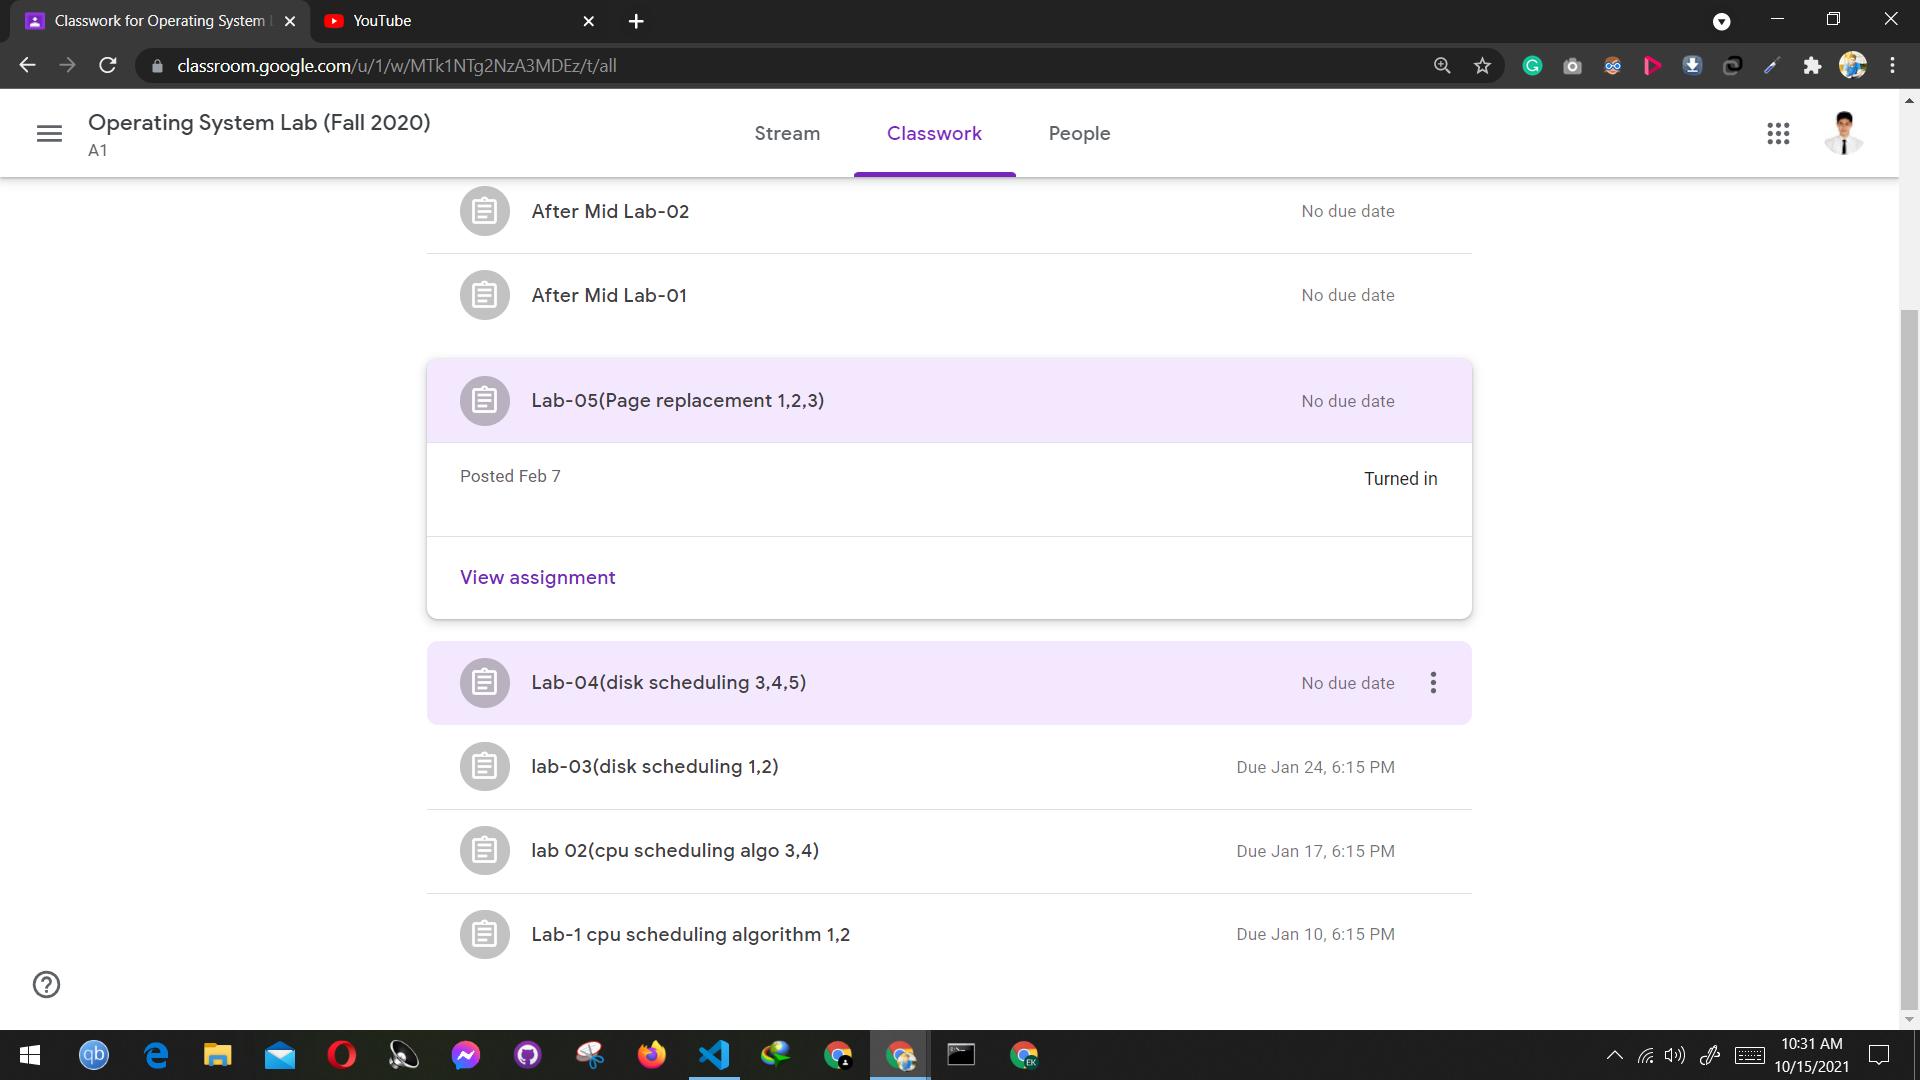 Classwork for Operating System
YouTube
classroom.google.com/u/1/w/MTk1NTg2NzA3MDEz/t/all
Operating System Lab (Fall 2020)
A1
Stream
Classwork
People
After Mid Lab-02
No due date
After Mid Lab-01
No due date
Lab-05(Page replacement 1,2,3)
No due date
Posted Feb 7
Turned in
View assignment
Lab-04(disk scheduling 3,4,5)
No due date
lab-03(disk scheduling 1,2)
Due Jan 24, 6:15 PM
lab 02(cpu scheduling algo 3,4)
Due Jan 17, 6:15 PM
Lab-1 cpu scheduling algorithm 1,2
Due Jan 10, 6:15 PM
qb
EK
10:31 AM
10/15/2021